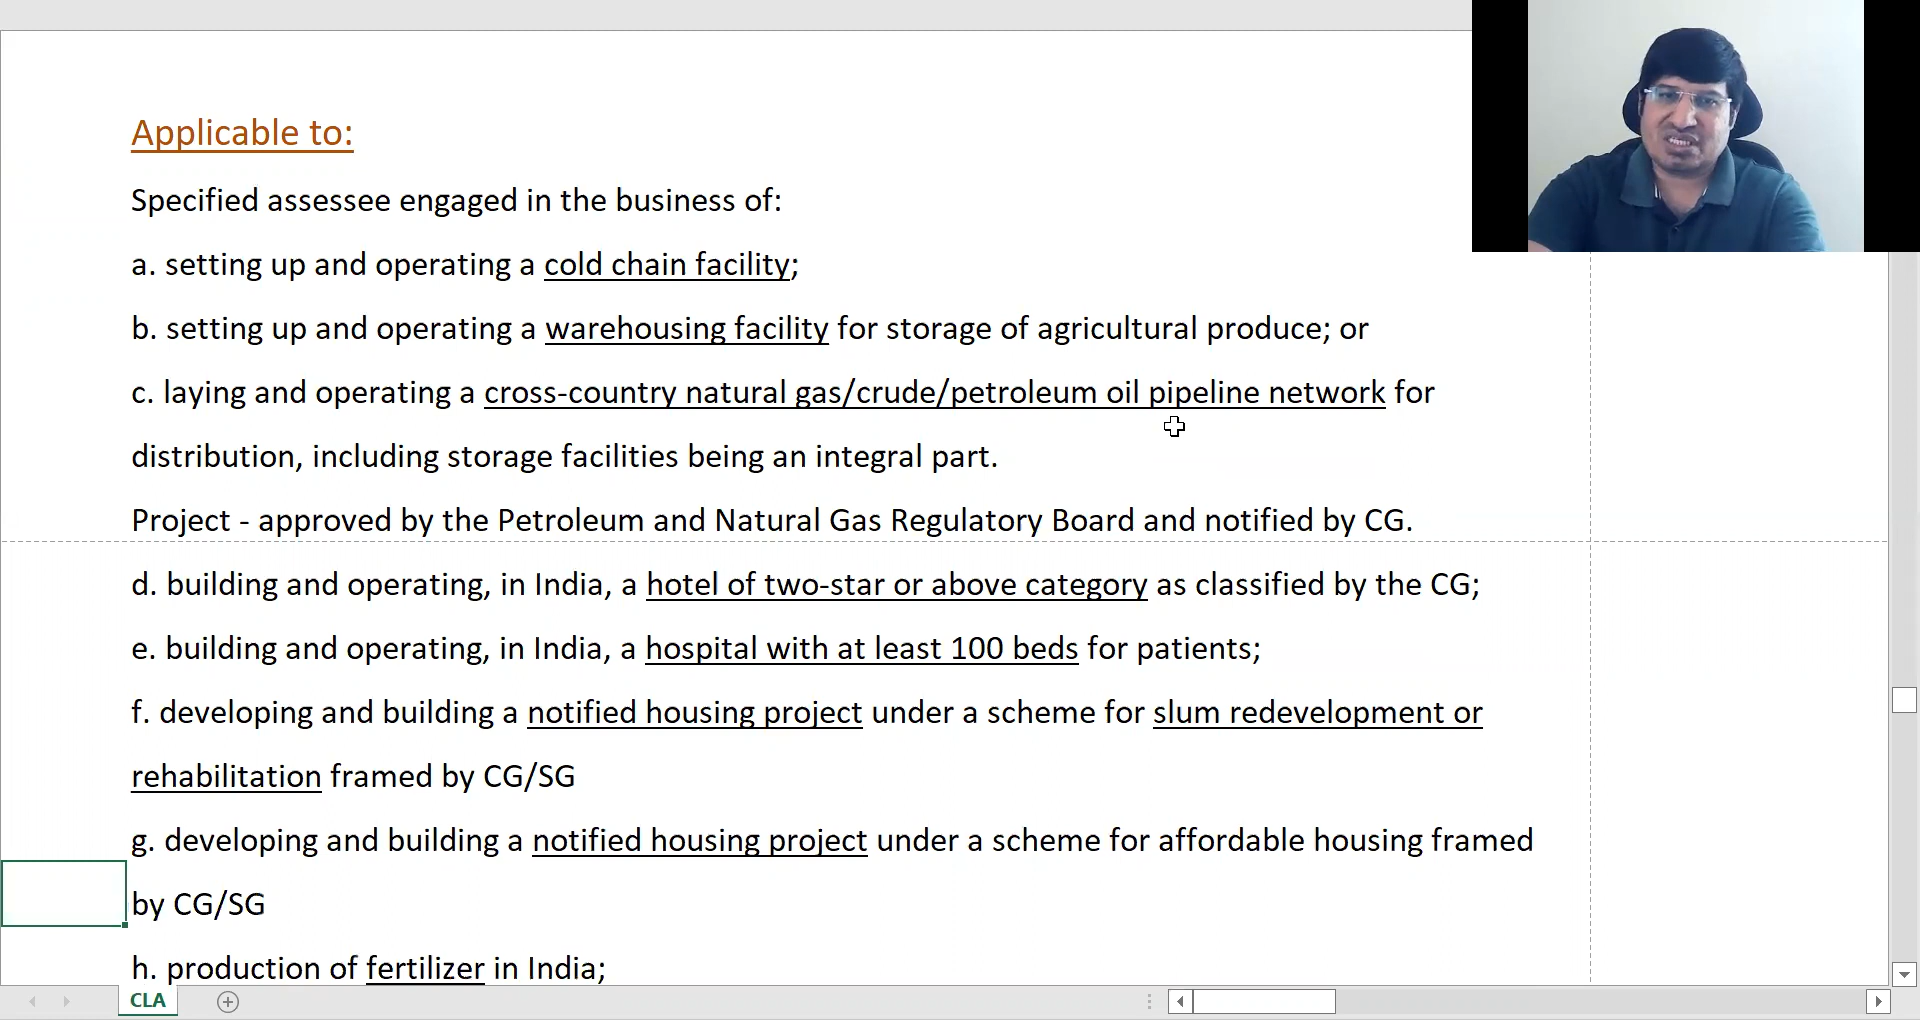 Applicable to:
Specified assessee engaged in the business of:
a. setting up and operating a cold chain facility;
b. setting up and operating a warehousing facility for storage of agricultural produce; or
c. laying and operating a cross-country natural gas/crude/petroleum oil pipeline network for
distribution, including storage facilities being an integral part.
Project - approved by the Petroleum and Natural Gas Regulatory Board and notified by CG.
d. building and operating, in India, a hotel of two-star or above category as classified by the CG;
e. building and operating, in India, a hospital with at least 100 beds for patients;
f. developing and building a notified housing project under a scheme for slum redevelopment or
rehabilitation framed by CG/SG
g. developing and building a notified housing project under a scheme for affordable housing framed
by CG/SG
h. production of fertilizer in India;
CLA